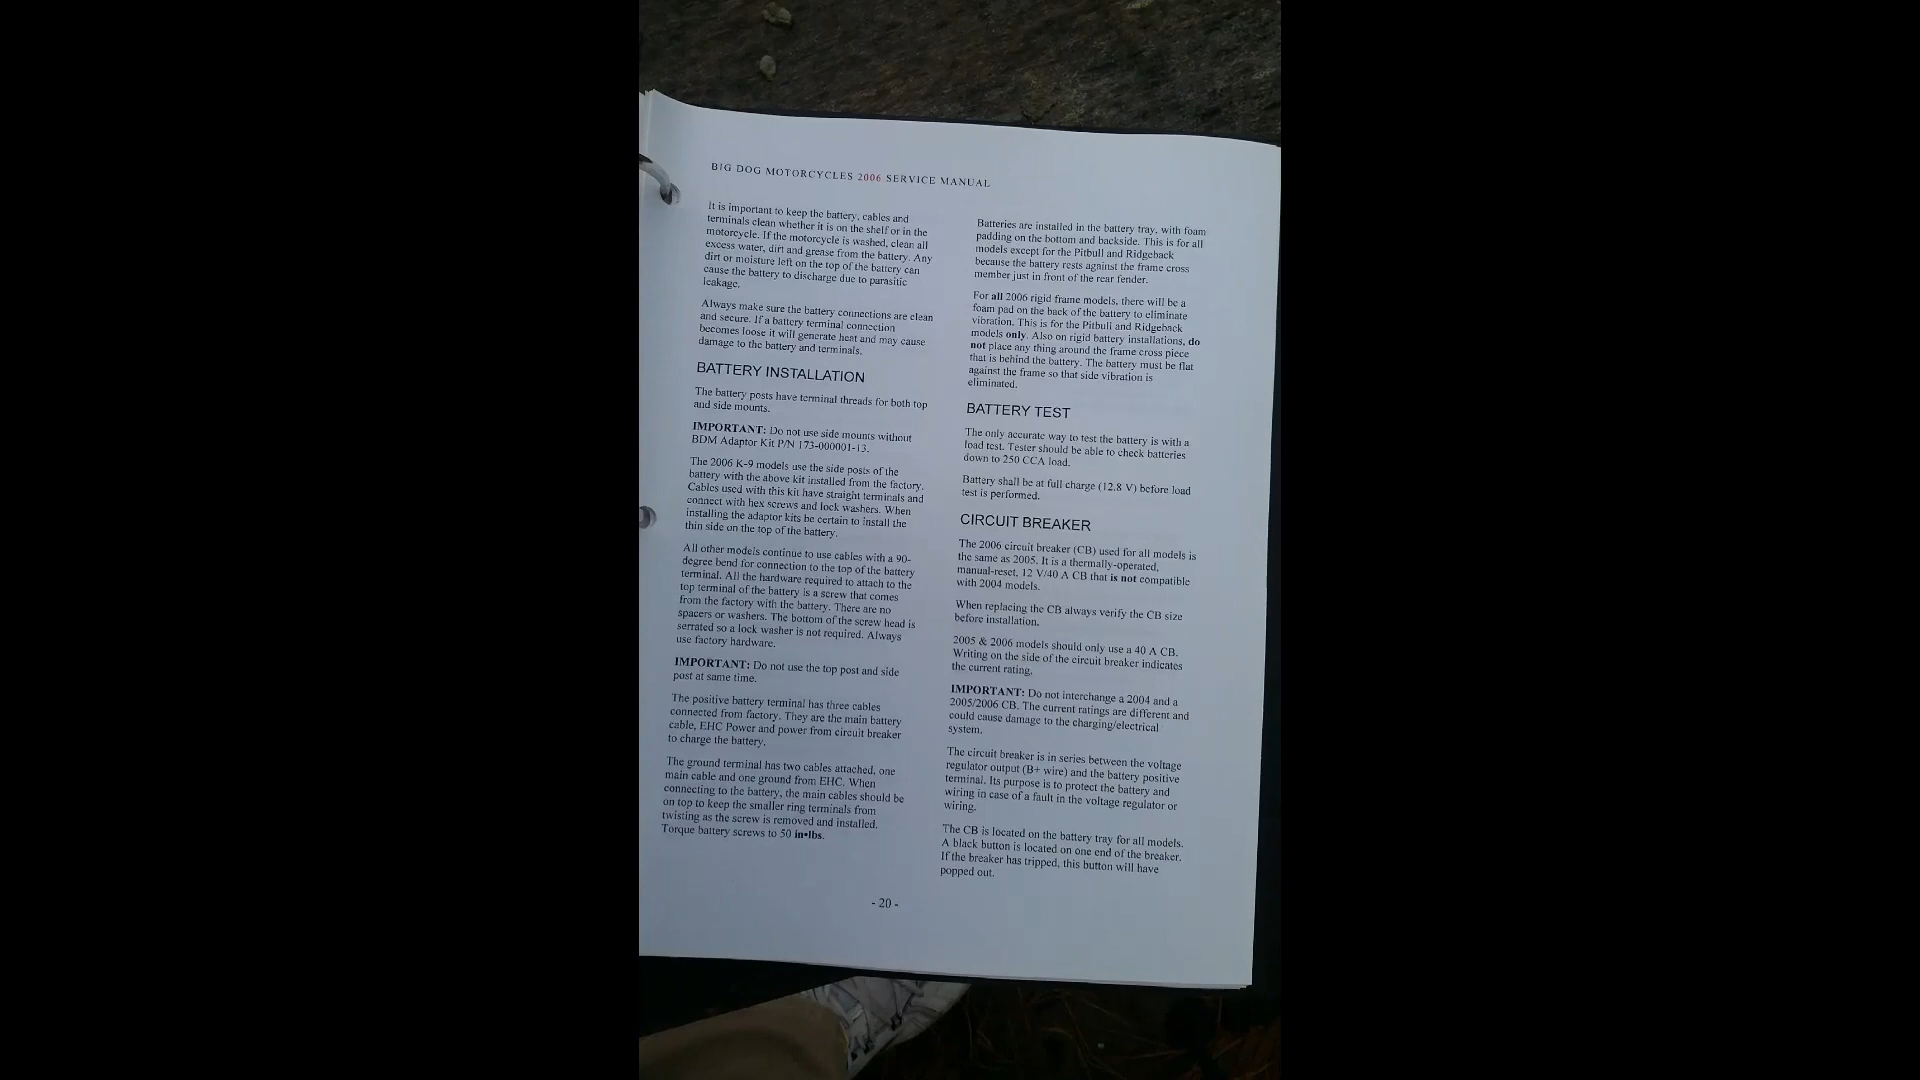 BIG DOG MOTORCYCLES 2006 SERVICE MANUAL
It is important to keep the battery, cables and
terminals clean whether it is on the shelf or in the
motorcycle. If the motorcycle is washed, clean all
excess water, dirt and grease from the battery. Any
dirt or moisture left on the top of the battery can
cause the battery to discharge due to parasitic
leakage.
Always make sure the battery connections are clean
and secure. If a battery terminal connection
becomes loose it will generate heat and may cause
damage to the battery and terminals.
BATTERY INSTALLATION
The battery posts have terminal threads for both top
and side mounts.
IMPORTANT: Do not use side mounts without
BDM Adaptor Kit P/N 173-000001-13.
The 2006 K-9 models use the side posts of the
battery with the above kit installed from the factory.
Cables used with this kit have straight terminals and
connect with hex screws and lock washers. When
installing the adaptor kits be certain to install the
thin side on the top of the battery.
All other models continue to use cables with a 90-
degree bend for connection to the top of the battery
terminal. All the hardware required to attach to the
top terminal of the battery is a screw that comes
from the factory with the battery. There are no
spacers or washers. The bottom of the screw head is
serrated so a lock washer is not required. Always
use factory hardware.
IMPORTANT: Do not use the top post and side
post at same time.
The positive battery terminal has three cables
connected from factory. They are the main battery
cable, EHC Power and power from circuit breaker
to charge the battery.
The ground terminal has two cables attached, one
main cable and one ground from EHC. When
connecting to the battery, the main cables should be
on top to keep the smaller ring terminals from
twisting as the screw is removed and installed.
Torque battery screws to 50 in•lbs.
Batteries are installed in the battery tray, with foam
padding on the bottom and backside. This is for all
models except for the Pitbull and Ridgeback
because the battery rests against the frame cross
member just in front of the rear fender.
For all 2006 rigid frame models, there will be a
foam pad on the back of the battery to eliminate
vibration. This is for the Pitbull and Ridgeback
models only. Also on rigid battery installations, do
not place any thing around the frame cross piece
that is behind the battery. The battery must be flat
against the frame so that side vibration is
eliminated.
BATTERY TEST
The only accurate way to test the battery is with a
load test. Tester should be able to check batteries
down to 250 CCA load.
Battery shall be at full charge (12.8 V) before load
test is performed.
CIRCUIT BREAKER
The 2006 circuit breaker (CB) used for all models is
the same as 2005. It is a thermally-operated,
manual-reset, 12 V/40 A CB that is not compatible
with 2004 models.
When replacing the CB always verify the CB size
before installation.
2005 & 2006 models should only use a 40 A CB.
Writing on the side of the circuit breaker indicates
the current rating.
IMPORTANT: Do not interchange a 2004 and a
2005/2006 CB. The current ratings are different and
could cause damage to the charging/electrical
system.
The circuit breaker is in series between the voltage
regulator output (B+ wire) and the battery positive
terminal. Its purpose is to protect the battery and
wiring in case of a fault in the voltage regulator or
wiring.
The CB is located on the battery tray for all models.
A black button is located on one end of the breaker.
If the breaker has tripped, this button will have
popped out.
- 20 -